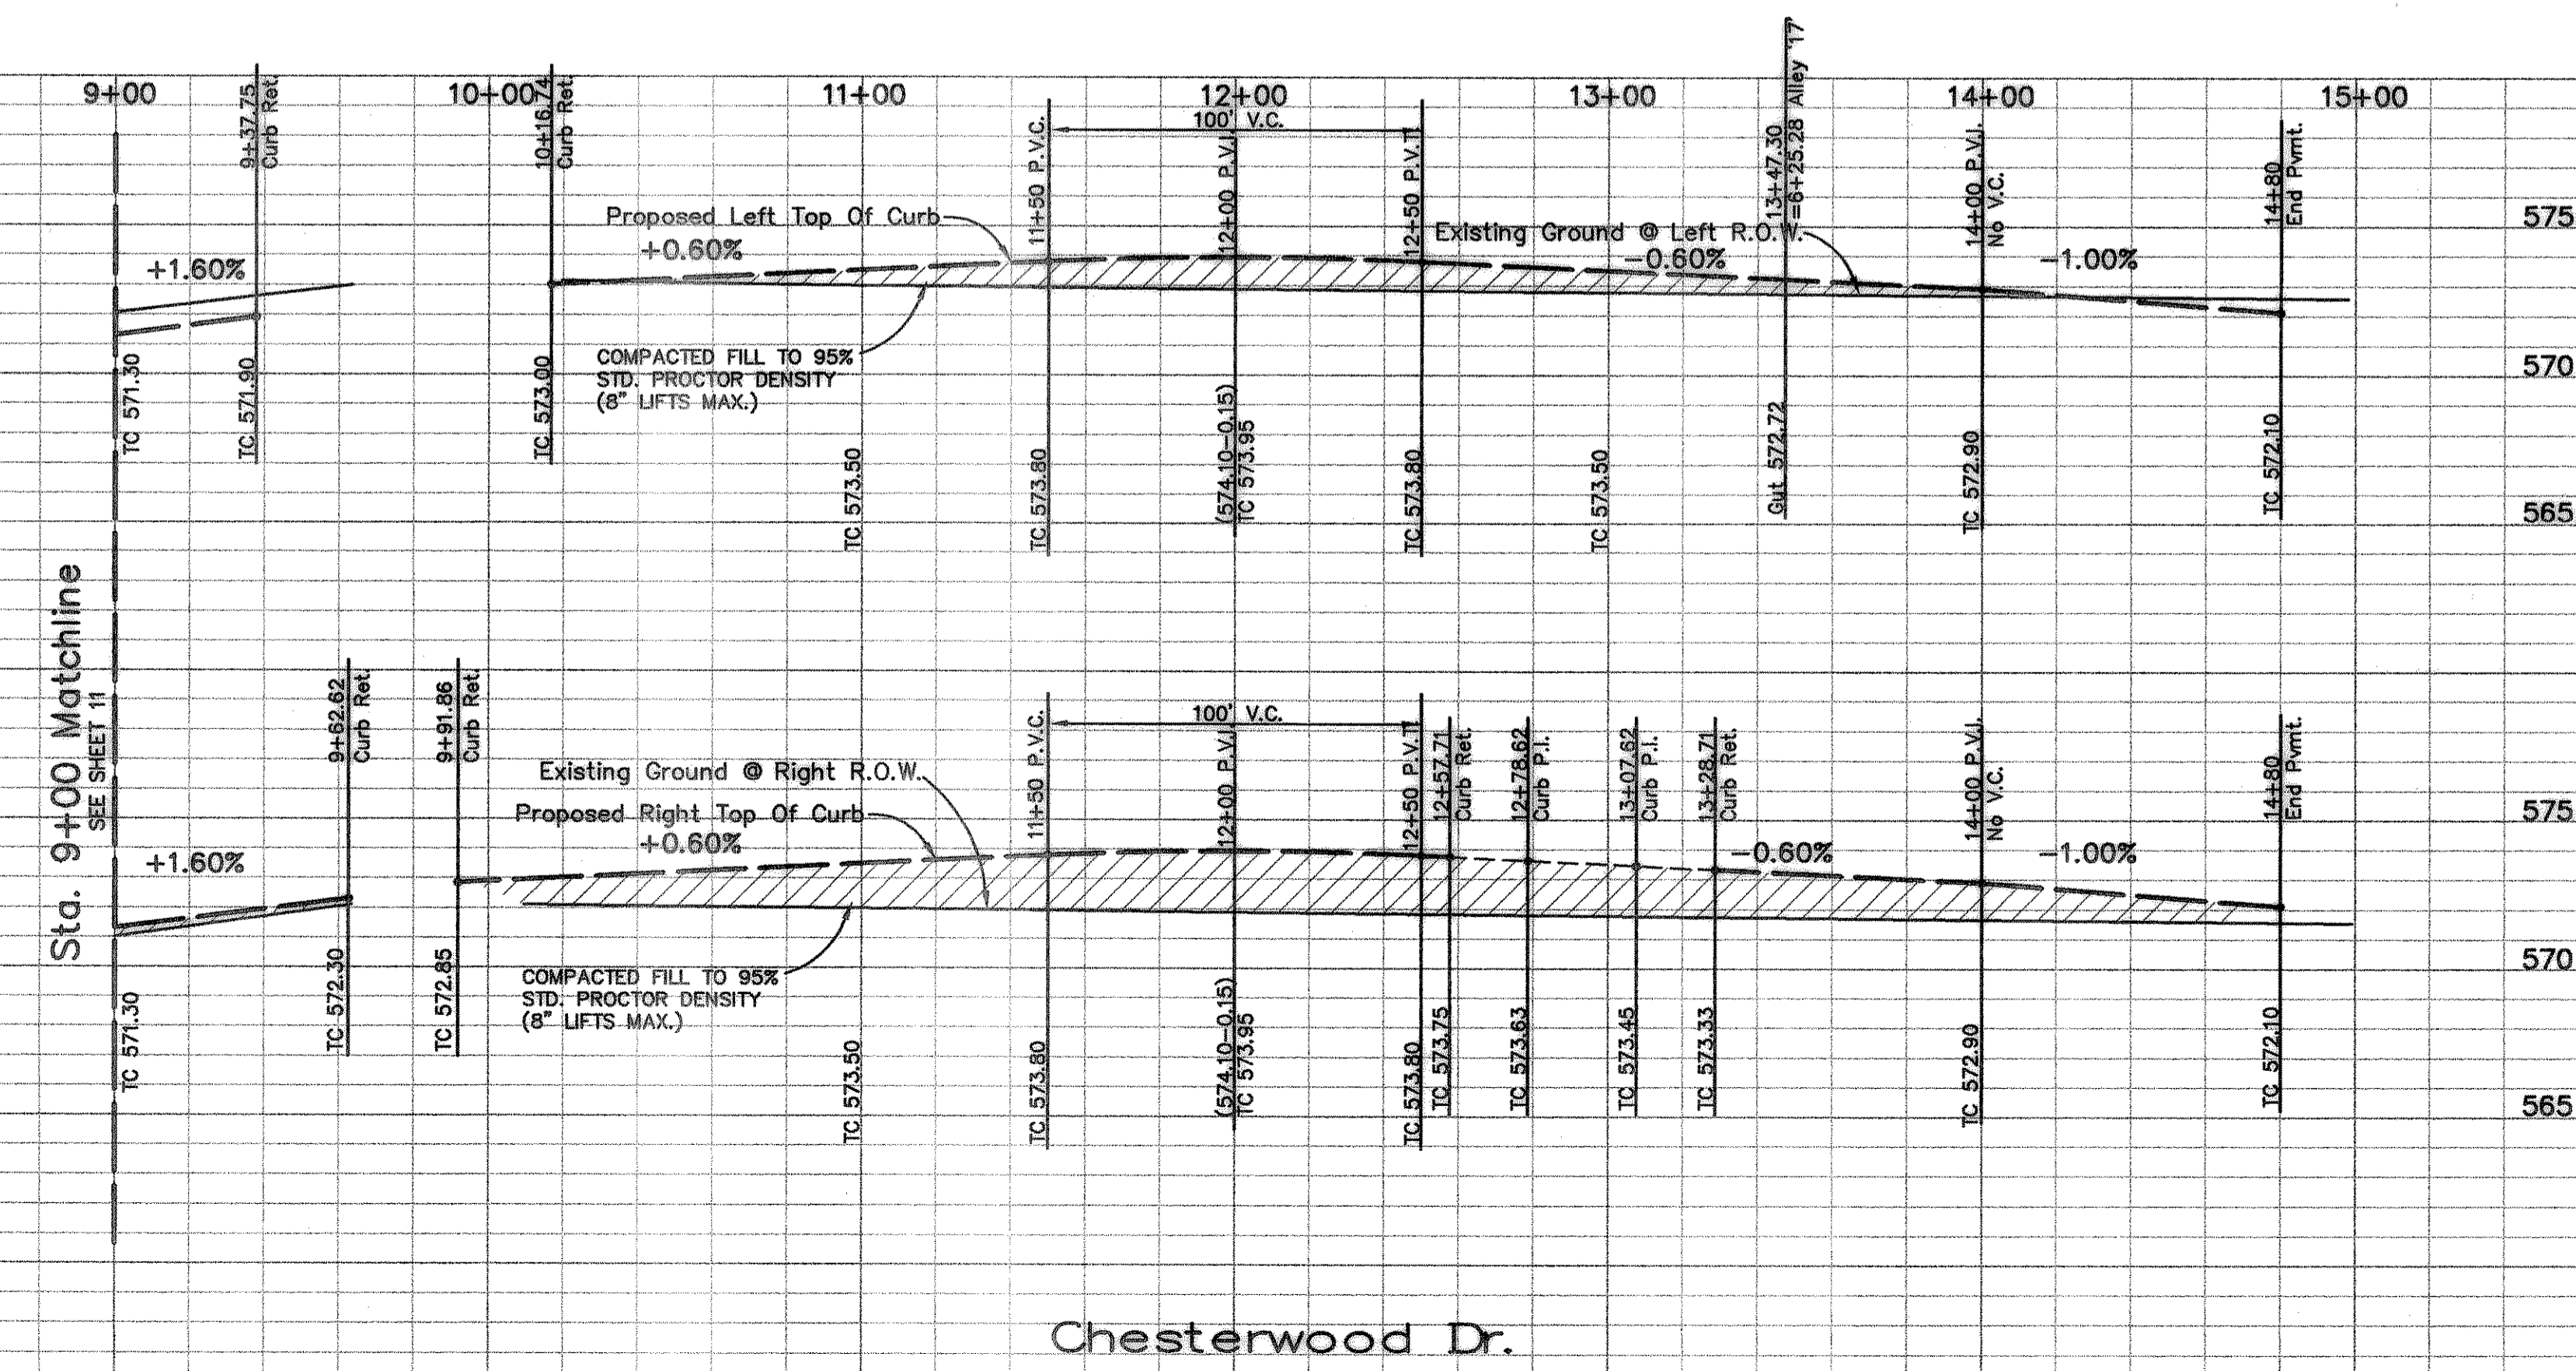 9+00
10+00
11+00
12+00
13+00
14+00
15+00
9+37.75
Curb Ret.
10+16.74
Curb Ret.
11+50 P.V.C.
100' V.C.
12+00 P.V.I.
12+50 P.V.T.
13+47.30
=6+25.28 Alley '17'
14+00 P.V.I.
No V.C.
14+80
End Pvmt.
Proposed Left Top Of Curb
+0.60%
Existing Ground @ Left R.O.W.
-0.60%
+1.60%
-1.00%
575
570
565
COMPACTED FILL TO 95%
STD. PROCTOR DENSITY
(8" LIFTS MAX.)
TC 571.30
TC 571.90
TC 573.00
TC 573.50
TC 573.80
(574.10-0.15)
TC 573.95
TC 573.80
TC 573.50
Gut 572.72
TC 572.90
TC 572.10
Sta. 9+00 Matchline
SEE SHEET 11
9+62.62
Curb Ret.
9+91.86
Curb Ret.
11+50 P.V.C.
100' V.C.
12+00 P.V.I.
12+50 P.V.T.
12+57.71
Curb Ret.
12+78.62
Curb P.I.
13+07.62
Curb P.I.
13+28.71
Curb Ret.
14+00 P.V.I.
No V.C.
14+80
End Pvmt.
Existing Ground @ Right R.O.W.
Proposed Right Top Of Curb
+0.60%
+1.60%
-0.60%
-1.00%
575
570
565
COMPACTED FILL TO 95%
STD. PROCTOR DENSITY
(8" LIFTS MAX.)
TC 571.30
TC 572.30
TC 572.85
TC 573.50
TC 573.80
(574.10-0.15)
TC 573.95
TC 573.80
TC 573.75
TC 573.63
TC 573.45
TC 573.33
TC 572.90
TC 572.10
Chesterwood Dr.